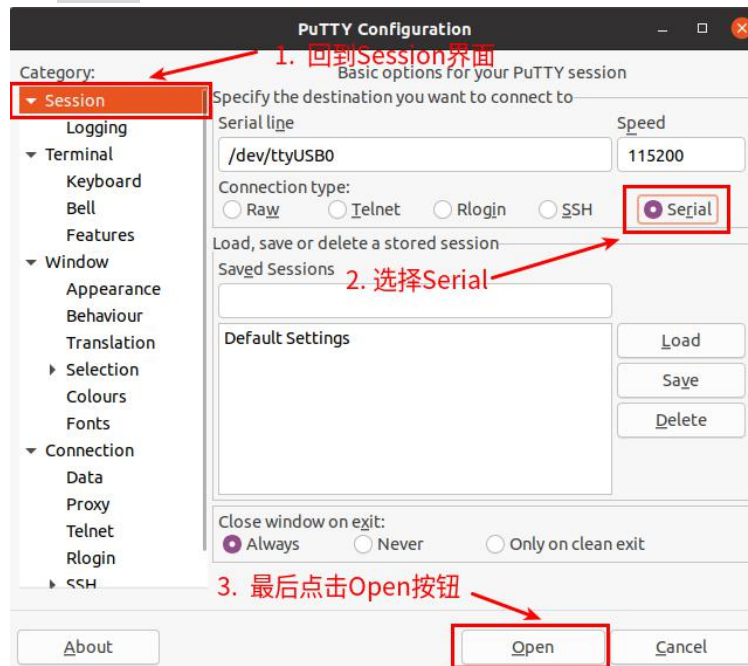 PuTTY Configuration
1. 回到Session界面
Category:
Basic options for your PuTTY session
Session
Logging
Terminal
Keyboard
Bell
Features
Window
Appearance
Behaviour
Translation
Selection
Colours
Fonts
Connection
Data
Proxy
Telnet
Rlogin
SSH
Specify the destination you want to connect to
Serial line
Speed
/dev/ttyUSB0
115200
Connection type:
Raw
Telnet
Rlogin
SSH
Serial
Load, save or delete a stored session
Saved Sessions
2. 选择Serial
Default Settings
Load
Save
Delete
Close window on exit:
Always
Never
Only on clean exit
3. 最后点击Open按钮
About
Open
Cancel